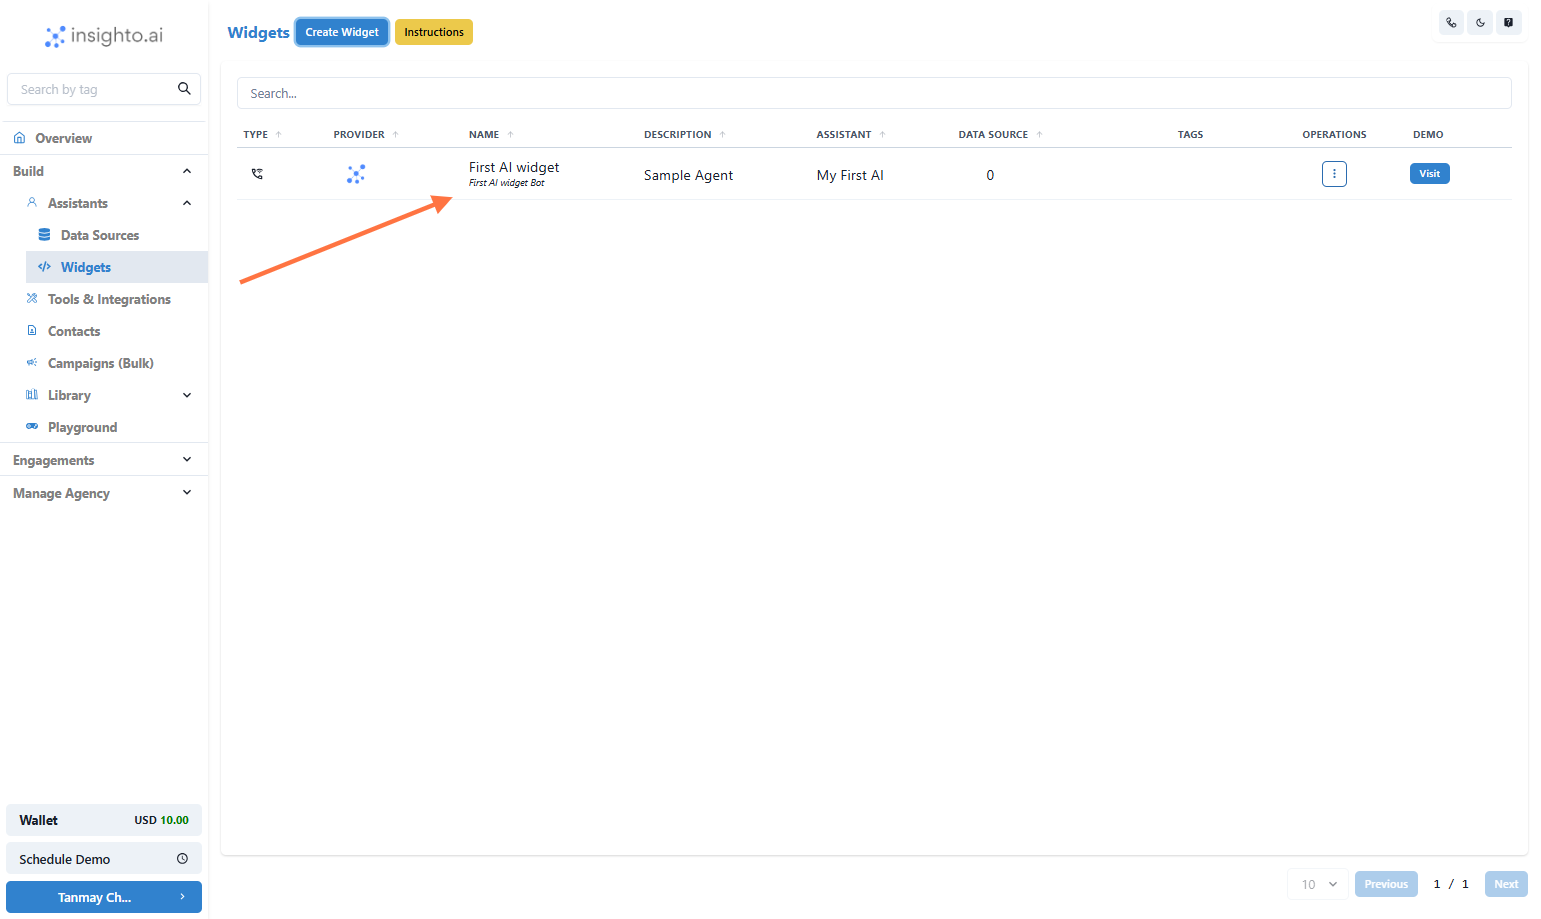 insighto.ai
Search by tag
Overview
Build
Assistants
Data Sources
Widgets
Tools & Integrations
Contacts
Campaigns (Bulk)
Library
Playground
Engagements
Manage Agency
Wallet USD 10.00
Schedule Demo
Tanmay Ch...
Widgets Create Widget Instructions
Search...
TYPE PROVIDER NAME DESCRIPTION ASSISTANT DATA SOURCE TAGS OPERATIONS DEMO
First AI widget Sample Agent My First AI 0 Visit
First AI widget Bot
10 Previous 1 / 1 Next